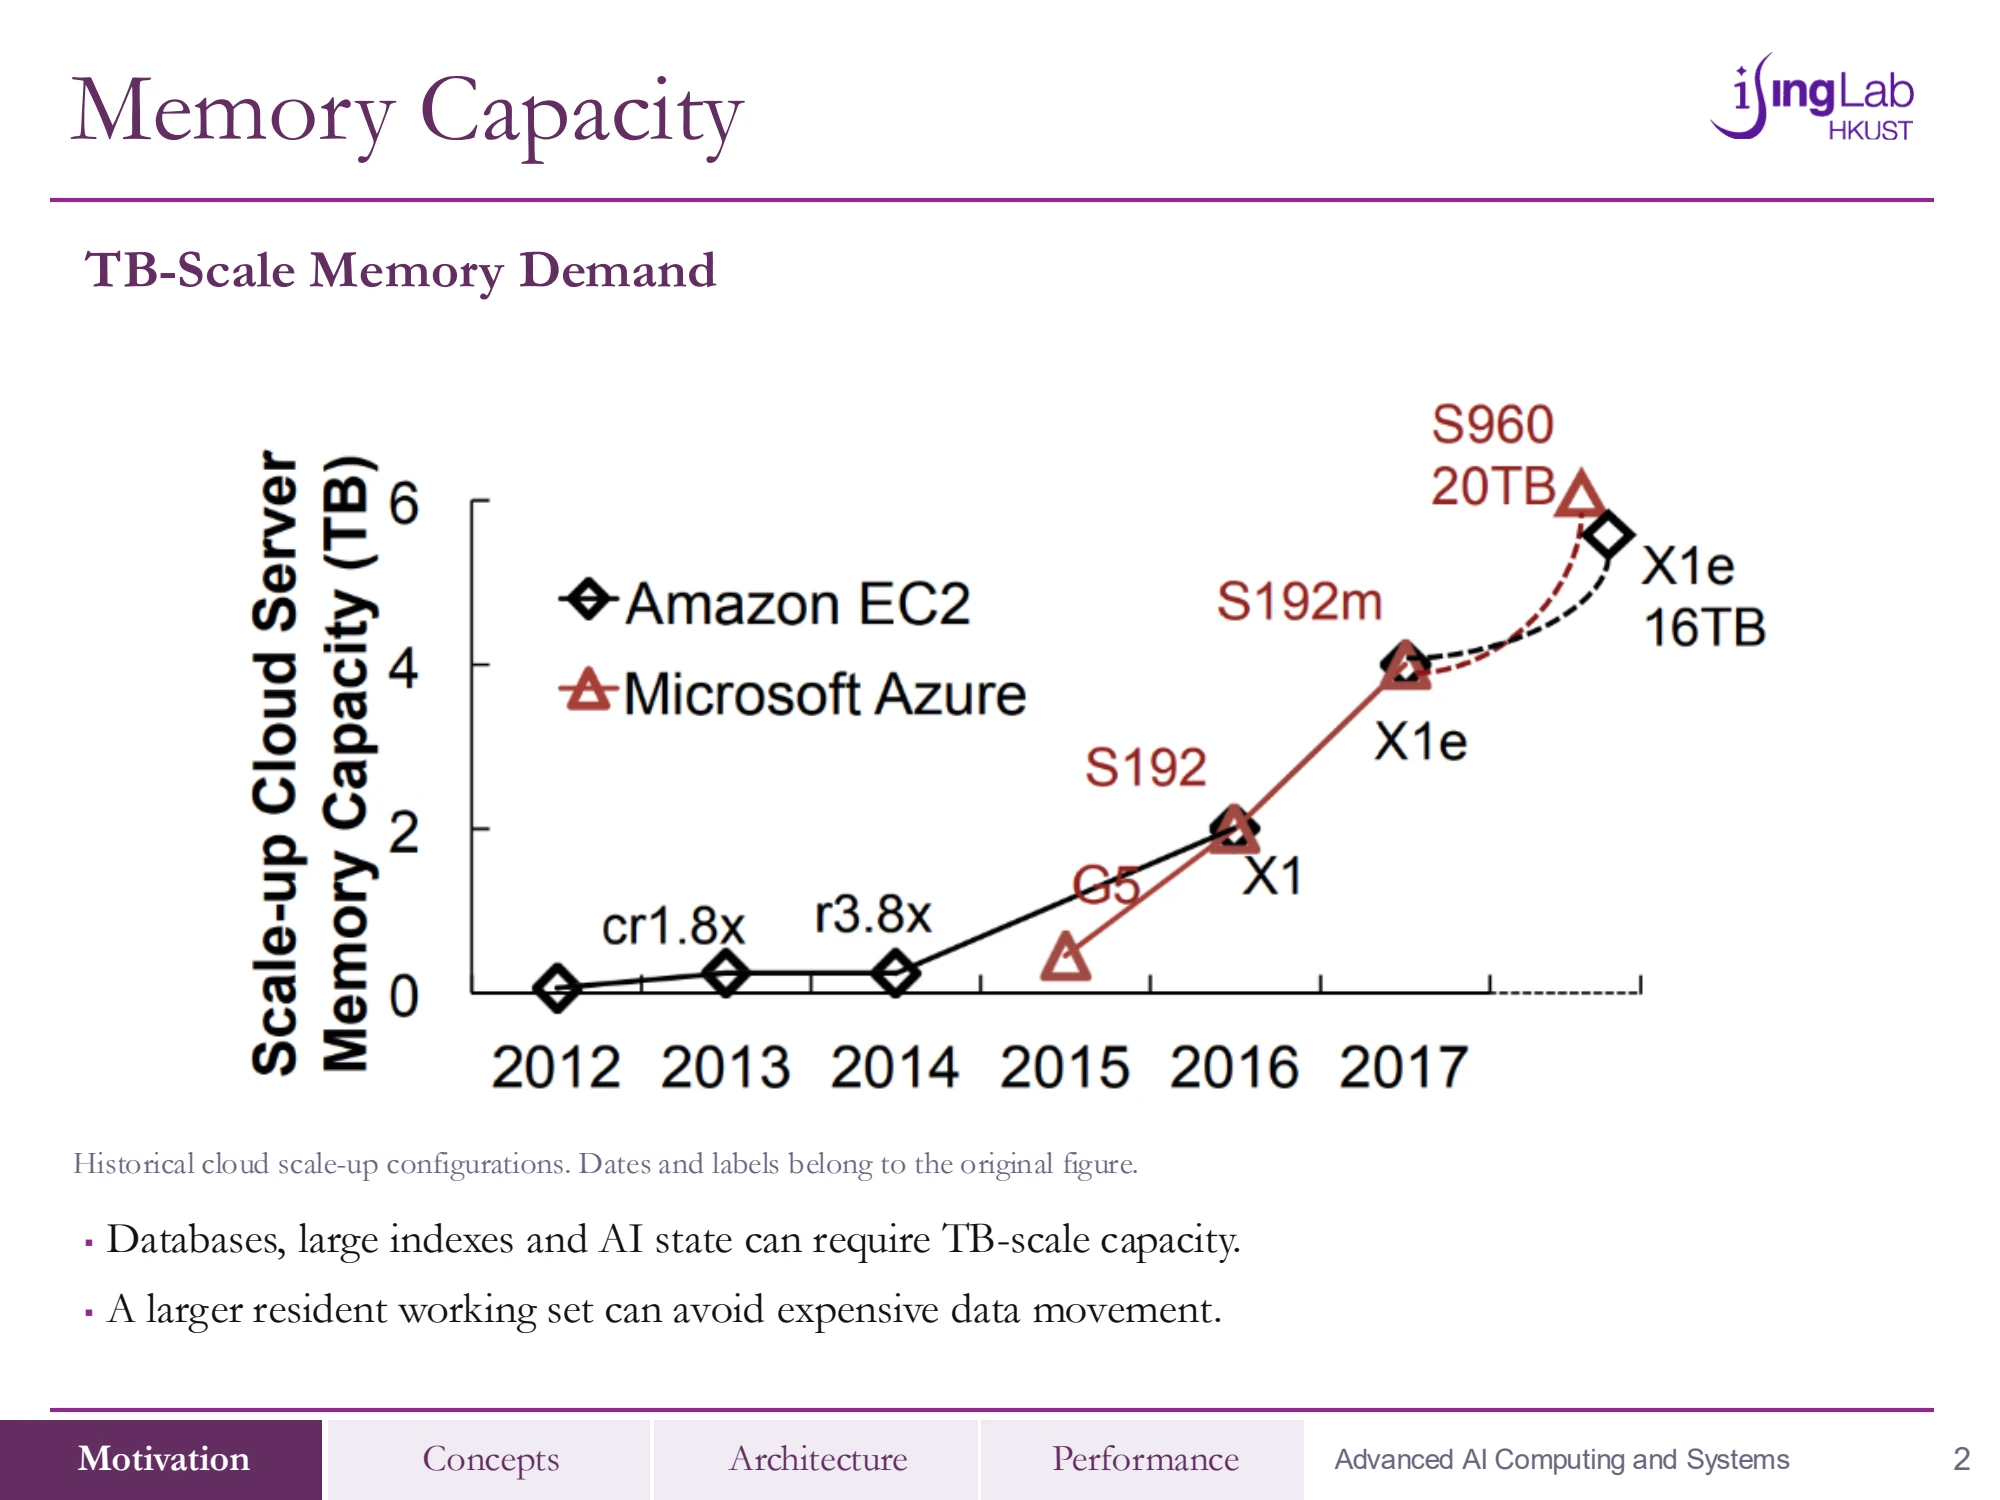 Memory Capacity
iSingLab
HKUST
TB-Scale Memory Demand
Scale-up Cloud Server
Memory Capacity (TB)
6
4
2
0
Amazon EC2
Microsoft Azure
S960
20TB
X1e
16TB
S192m
X1e
S192
X1
G5
cr1.8x
r3.8x
2012 2013 2014 2015 2016 2017
Historical cloud scale-up configurations. Dates and labels belong to the original figure.
▪ Databases, large indexes and AI state can require TB-scale capacity.
▪ A larger resident working set can avoid expensive data movement.
Motivation Concepts Architecture Performance Advanced AI Computing and Systems 2